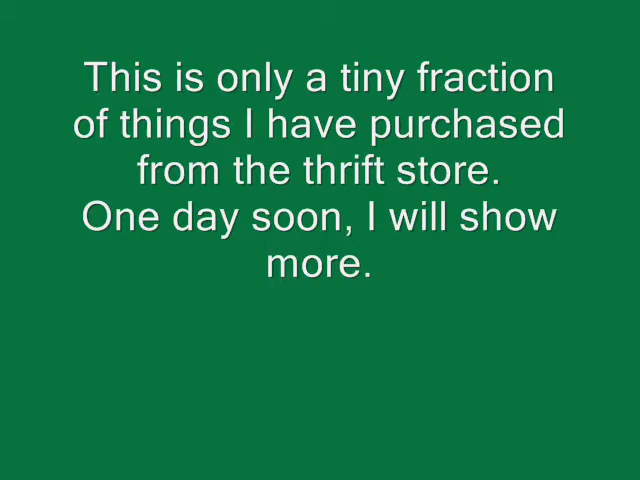 This is only a tiny fraction
of things I have purchased
from the thrift store.
One day soon, I will show
more.